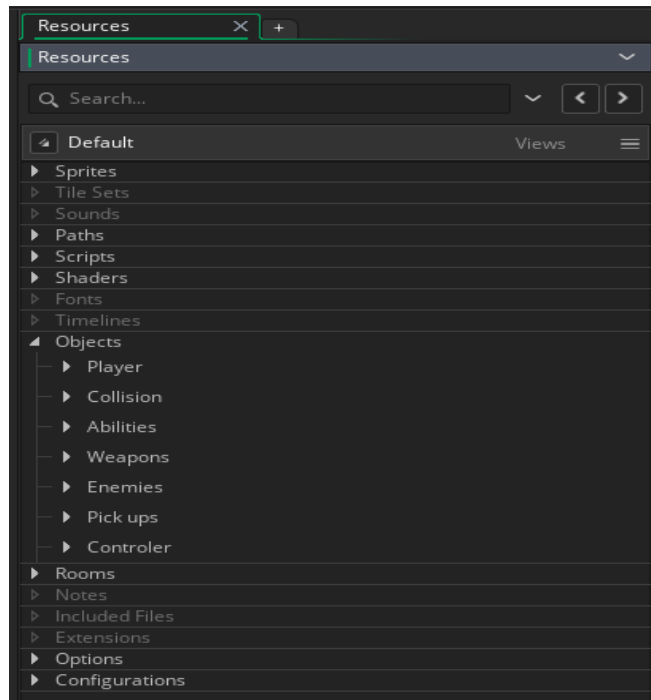 Resources
Resources
Search...
Default Views
Sprites
Tile Sets
Sounds
Paths
Scripts
Shaders
Fonts
Timelines
Objects
Player
Collision
Abilities
Weapons
Enemies
Pick ups
Controler
Rooms
Notes
Included Files
Extensions
Options
Configurations